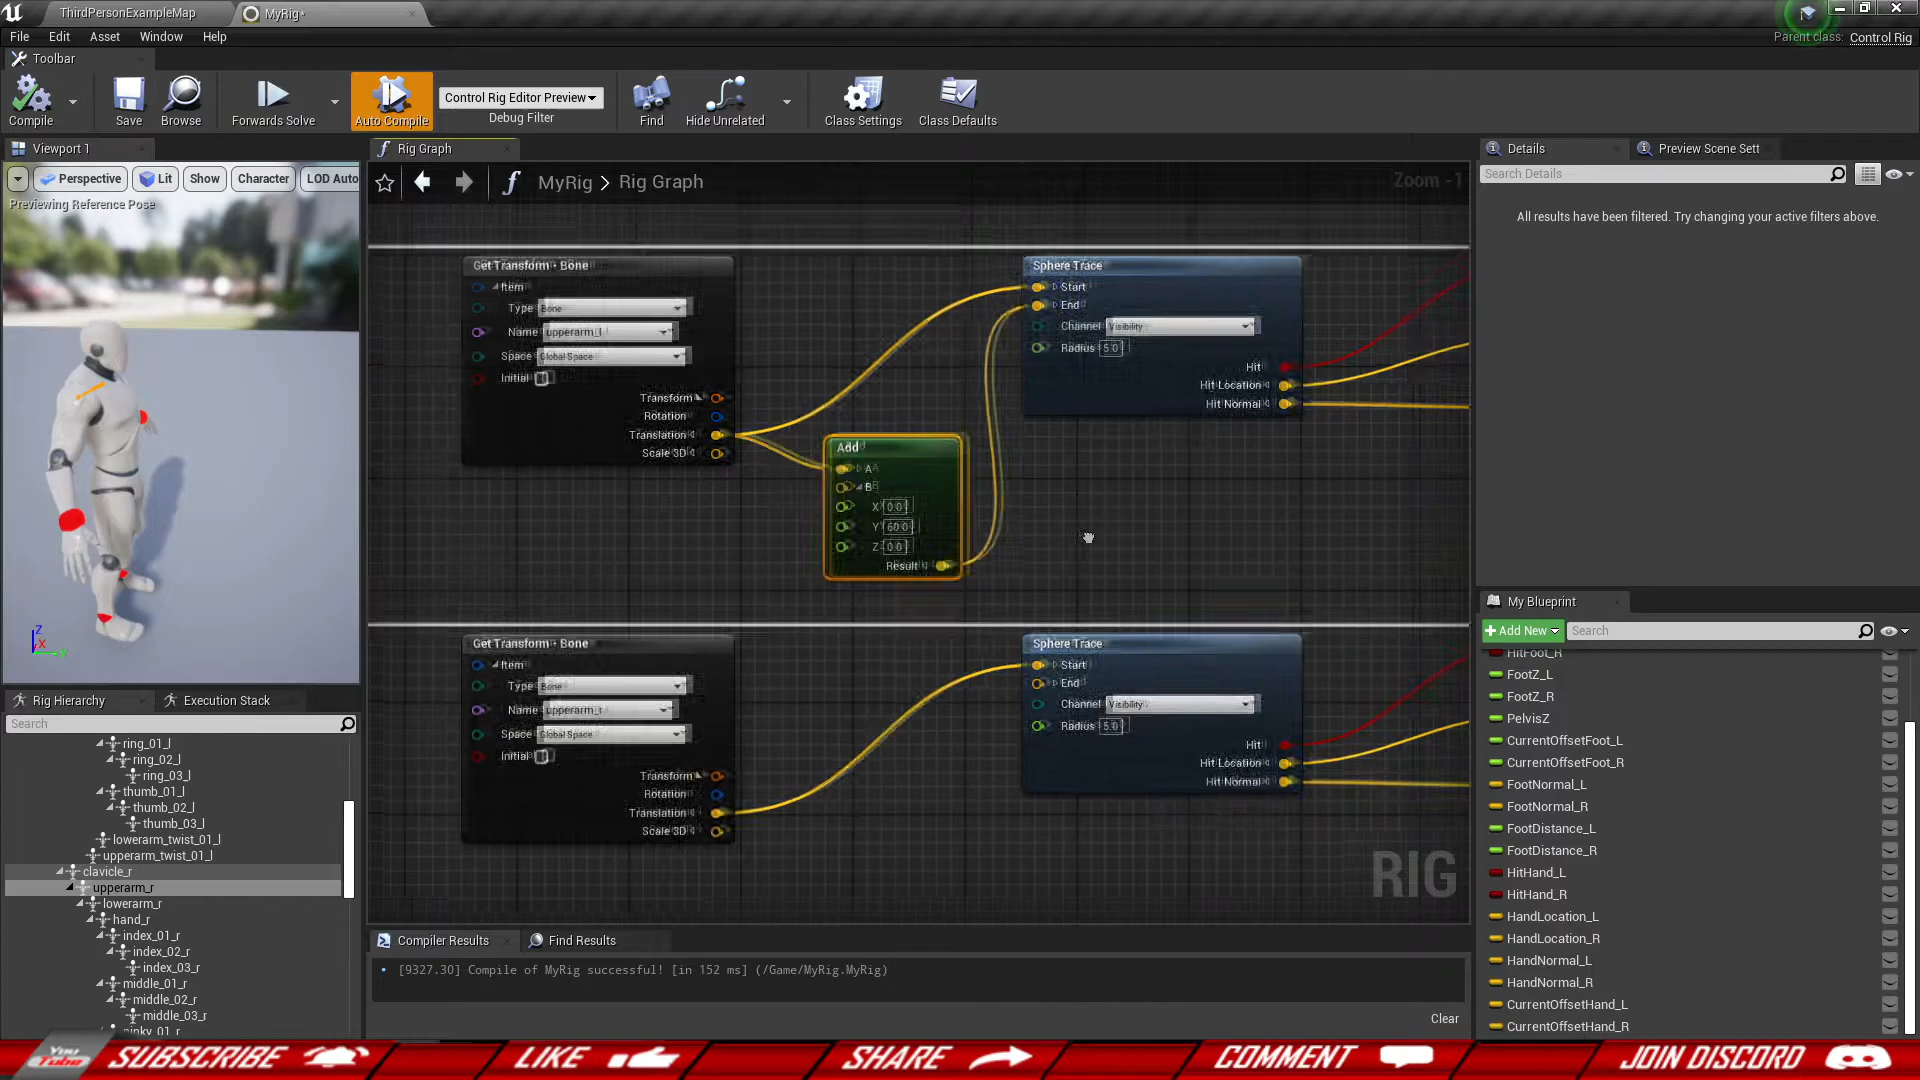 ThirdPersonExampleMap
MyRig*
File Edit Asset Window Help
Parent class: Control Rig
Toolbar
Compile
Save
Browse
Forwards Solve
Auto Compile
Control Rig Editor Preview
Debug Filter
Find
Hide Unrelated
Class Settings
Class Defaults
Viewport 1
Perspective
Lit
Show
Character
LOD Auto
Previewing Reference Pose
Z
X
Y
Rig Graph
MyRig > Rig Graph
Zoom -1
Get Transform - Bone
Item
Type Bone
Name upperarm_l
Space Global Space
Initial
Transform
Rotation
Translation
Scale 3D
Add
A
B
X 0.0
Y 60.0
Z 0.0
Result
Sphere Trace
Start
End
Channel Visibility
Radius 5.0
Hit
Hit Location
Hit Normal
Get Transform - Bone
Item
Type Bone
Name upperarm_r
Space Global Space
Initial
Transform
Rotation
Translation
Scale 3D
Sphere Trace
Start
End
Channel Visibility
Radius 5.0
Hit
Hit Location
Hit Normal
RIG
Details
Preview Scene Sett
Search Details
All results have been filtered. Try changing your active filters above.
My Blueprint
+ Add New
Search
HitFoot_R
FootZ_L
FootZ_R
PelvisZ
CurrentOffsetFoot_L
CurrentOffsetFoot_R
FootNormal_L
FootNormal_R
FootDistance_L
FootDistance_R
HitHand_L
HitHand_R
HandLocation_L
HandLocation_R
HandNormal_L
HandNormal_R
CurrentOffsetHand_L
CurrentOffsetHand_R
Rig Hierarchy
Execution Stack
Search
ring_01_l
ring_02_l
ring_03_l
thumb_01_l
thumb_02_l
thumb_03_l
lowerarm_twist_01_l
upperarm_twist_01_l
clavicle_r
upperarm_r
lowerarm_r
hand_r
index_01_r
index_02_r
index_03_r
middle_01_r
middle_02_r
middle_03_r
pinky_01_r
Compiler Results
Find Results
• [9327.30] Compile of MyRig successful! [in 152 ms] (/Game/MyRig.MyRig)
Clear
You Tube
SUBSCRIBE
LIKE
SHARE
COMMENT
JOIN DISCORD